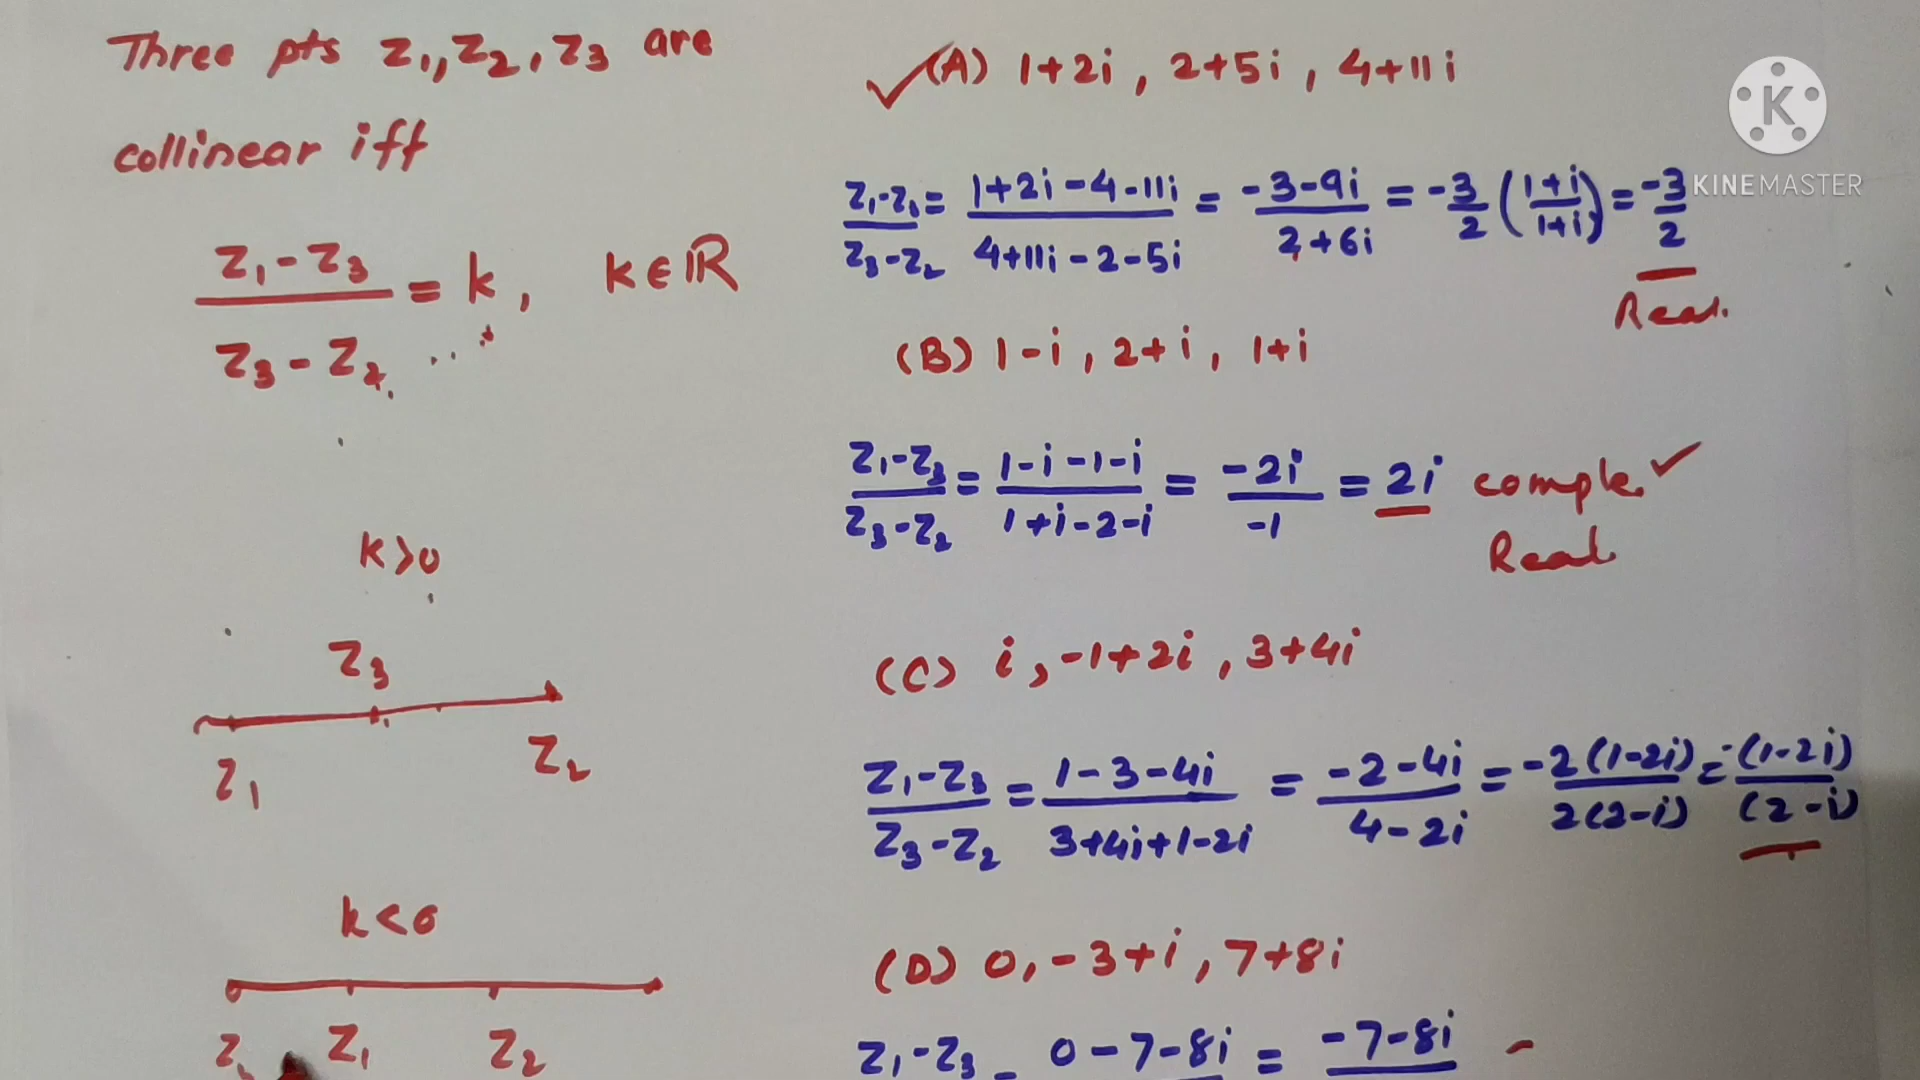 Three pts z₁, z₂, z₃ are
collinear iff
z₁ - z₃ / z₃ - z₂ = k, k ∈ ℝ
k > 0
z₃
z₁ z₂
k < 0
z₁ z₂
✓(A) 1+2i, 2+5i, 4+11i
z₁-z₃ / z₃-z₂ = 1+2i-4-11i / 4+11i-2-5i = -3-9i / 2+6i = -3/2 (1+i / 1+i) = -3/2
Real.
(B) 1-i, 2+i, 1+i
z₁-z₃ / z₃-z₂ = 1-i-1-i / 1+i-2-i = -2i / -1 = 2i comple. ✓
Real.
(C) i, -1+2i, 3+4i
z₁-z₃ / z₃-z₂ = 1-3-4i / 3+4i+1-2i = -2-4i / 4-2i = -2(1-2i) / 2(2-i) = -(1-2i) / (2-i)
(D) 0, -3+i, 7+8i
z₁-z₃ = 0-7-8i = -7-8i
K
KINEMASTER